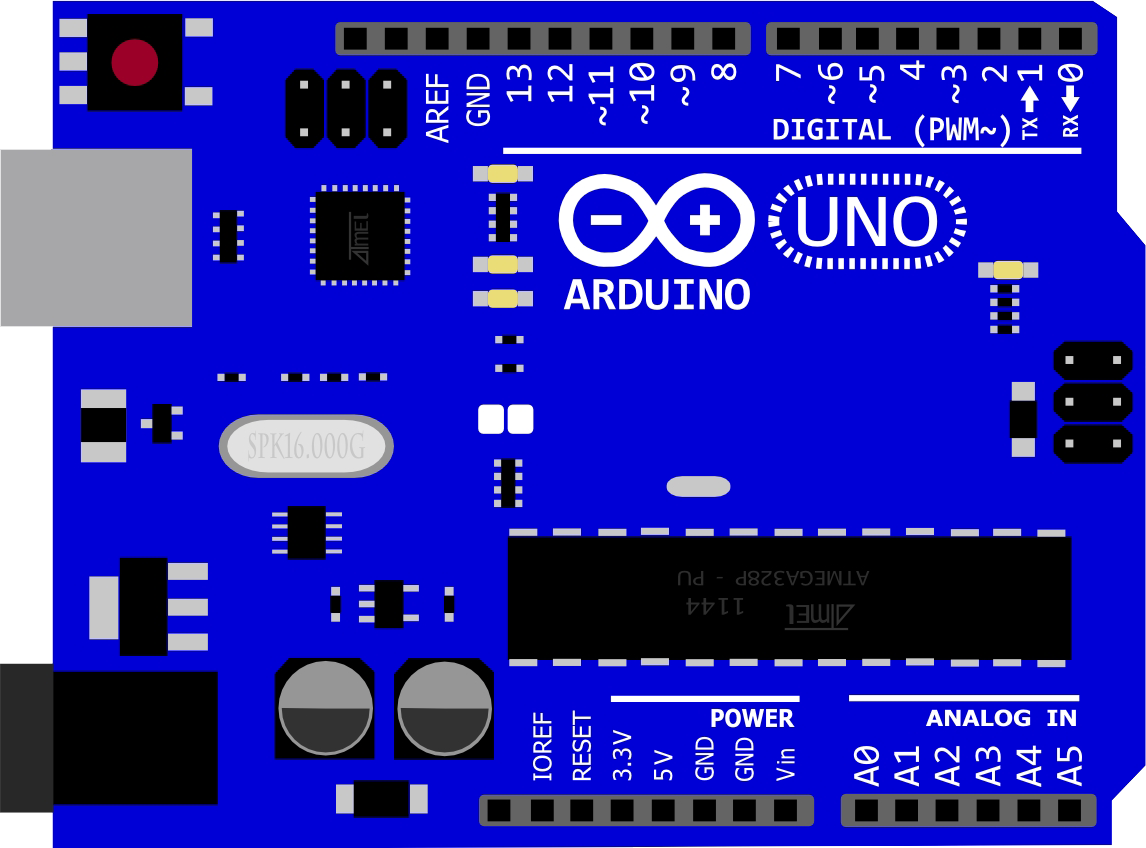 AREF
GND
13
12
~11
~10
~9
8
7
~6
~5
4
~3
2
TX→1
RX←0
DIGITAL (PWM~)
UNO
ARDUINO
ATMEL
SPK16.000G
ATMEGA328P - PU
1144
ATMEL
POWER
ANALOG IN
IOREF
RESET
3.3V
5V
GND
GND
Vin
A0
A1
A2
A3
A4
A5